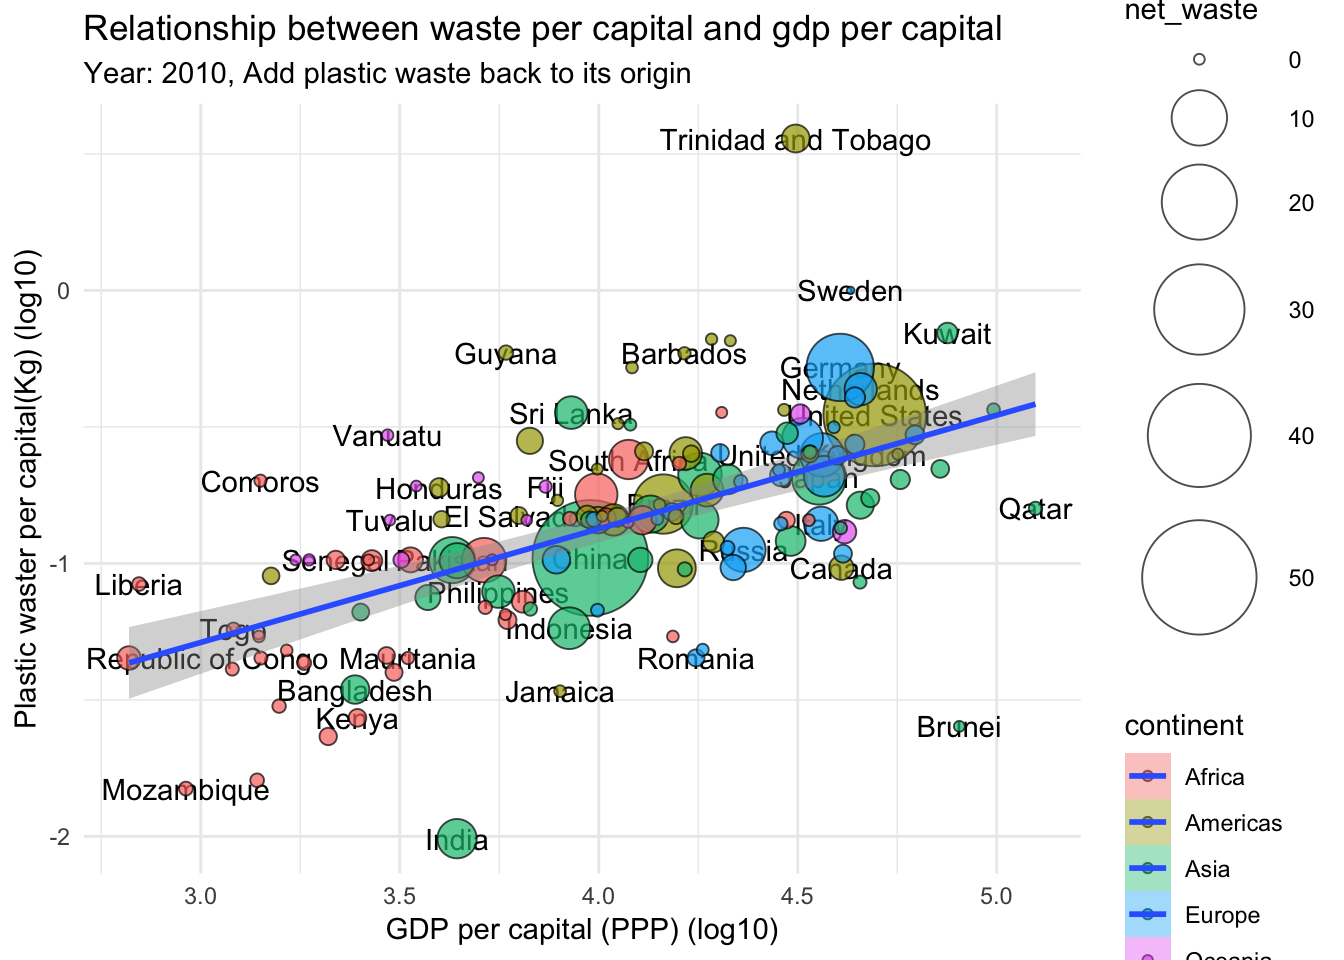 Relationship between waste per capital and gdp per capital
Year: 2010, Add plastic waste back to its origin
Plastic waster per capital(Kg) (log10)
0
-1
-2
Trinidad and Tobago
Sweden
Kuwait
Guyana
Barbados
Germany
Netherlands
Sri Lanka
United States
Vanuatu
South Africa
United Kingdom
Comoros
Honduras
Fiji
Japan
Qatar
Tuvalu
El Salvador
Italy
Senegal
Pakistan
China
Russia
Canada
Liberia
Philippines
Togo
Indonesia
Republic of Congo
Mauritania
Romania
Bangladesh
Jamaica
Kenya
Brunei
Mozambique
India
3.0
3.5
4.0
4.5
5.0
GDP per capital (PPP) (log10)
net_waste
0
10
20
30
40
50
continent
Africa
Americas
Asia
Europe
Oceania